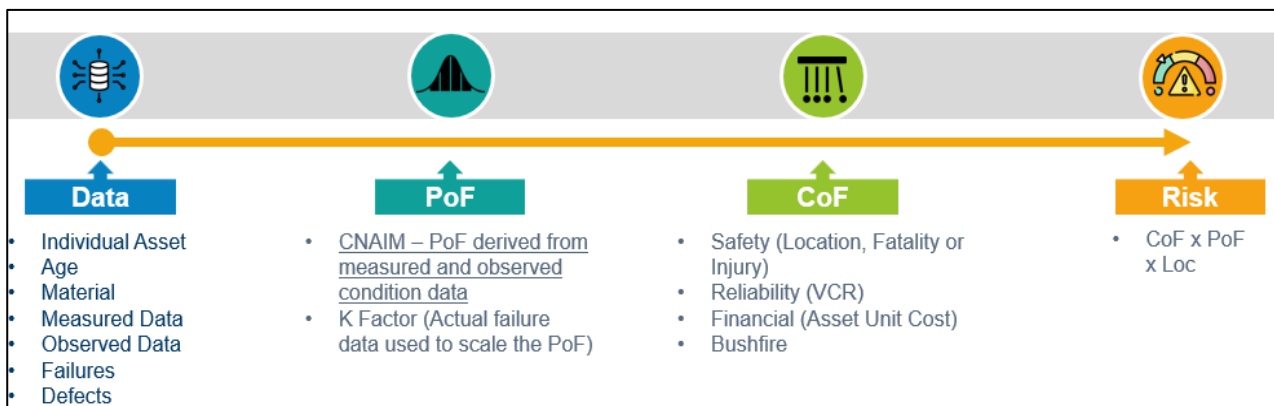 Data
PoF
CoF
Risk
• Individual Asset
• Age
• Material
• Measured Data
• Observed Data
• Failures
• Defects
• CNAIM – PoF derived from
measured and observed
condition data
• K Factor (Actual failure
data used to scale the PoF)
• Safety (Location, Fatality or
Injury)
• Reliability (VCR)
• Financial (Asset Unit Cost)
• Bushfire
• CoF x PoF
x Loc